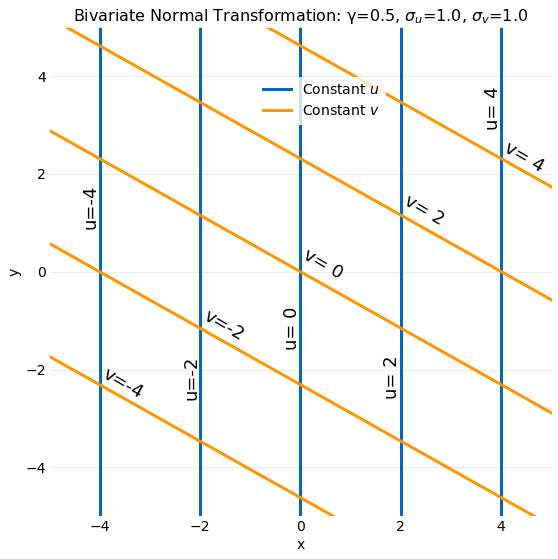 Bivariate Normal Transformation: γ=0.5, σᵤ=1.0, σᵥ=1.0
Constant u
Constant v
u=-4
u=-2
u= 0
u= 2
u= 4
v=-4
v=-2
v= 0
v= 2
v= 4
y
4
2
0
−2
−4
−4
−2
0
2
4
x